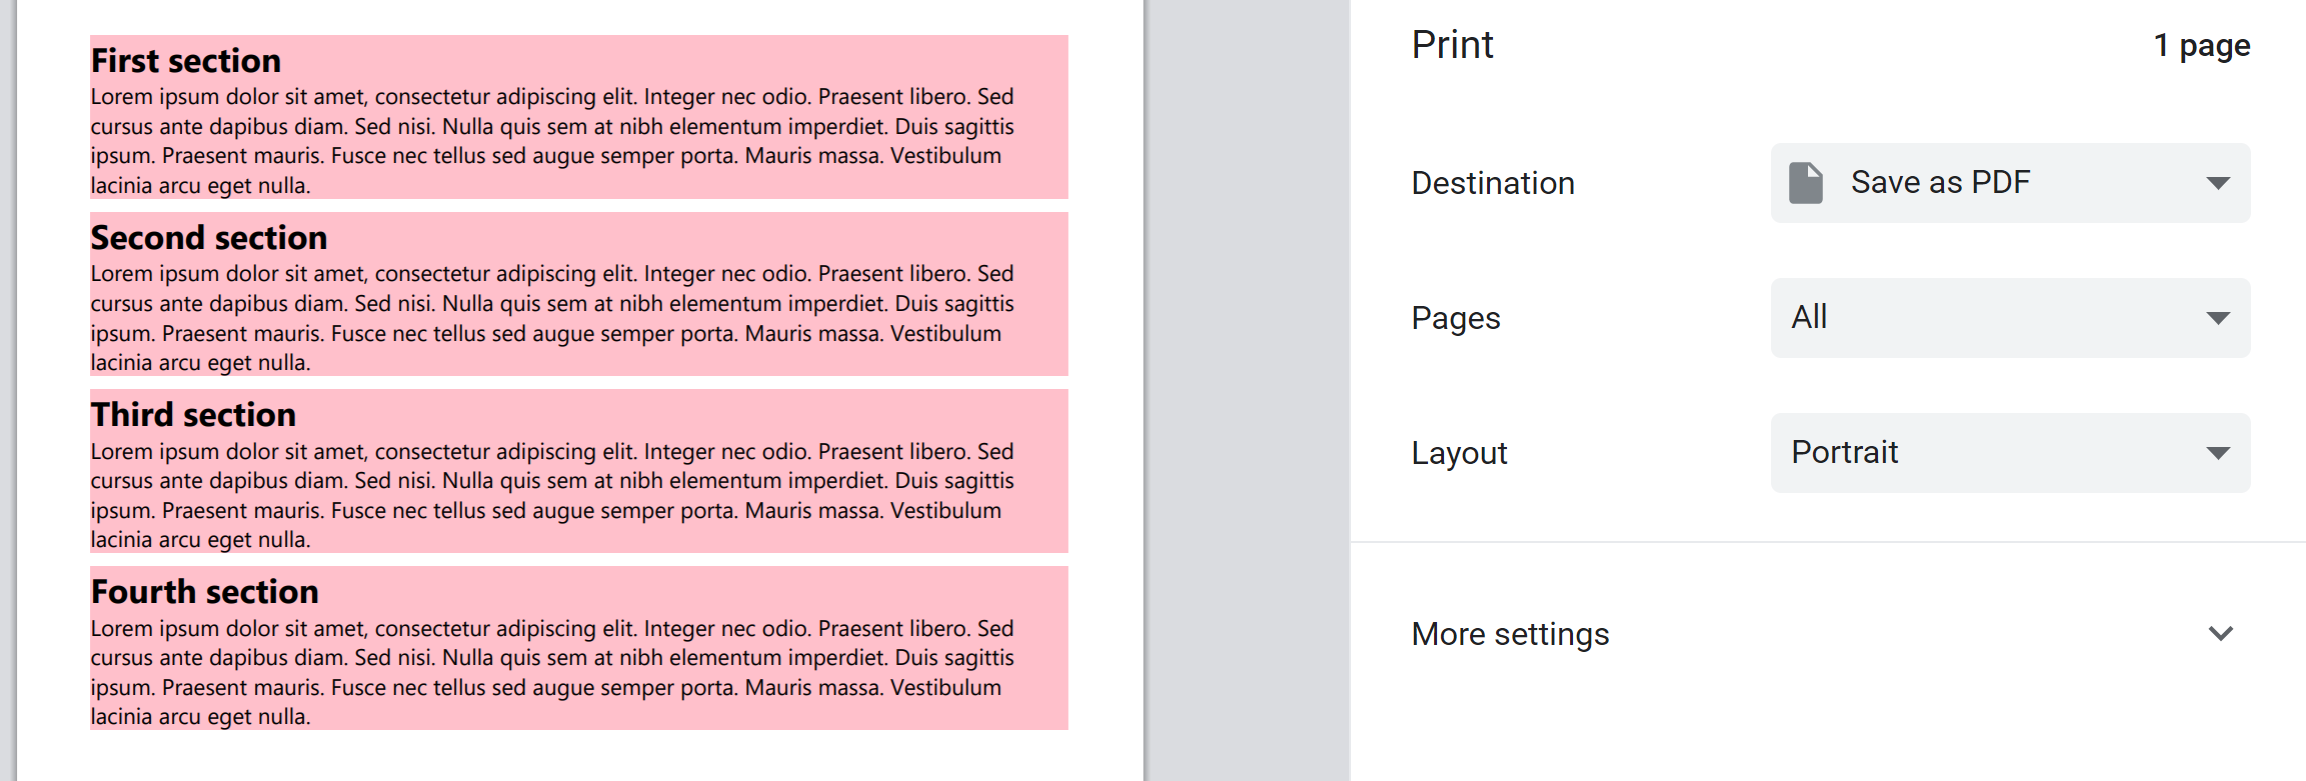 First section
Lorem ipsum dolor sit amet, consectetur adipiscing elit. Integer nec odio. Praesent libero. Sed
cursus ante dapibus diam. Sed nisi. Nulla quis sem at nibh elementum imperdiet. Duis sagittis
ipsum. Praesent mauris. Fusce nec tellus sed augue semper porta. Mauris massa. Vestibulum
lacinia arcu eget nulla.
Second section
Lorem ipsum dolor sit amet, consectetur adipiscing elit. Integer nec odio. Praesent libero. Sed
cursus ante dapibus diam. Sed nisi. Nulla quis sem at nibh elementum imperdiet. Duis sagittis
ipsum. Praesent mauris. Fusce nec tellus sed augue semper porta. Mauris massa. Vestibulum
lacinia arcu eget nulla.
Third section
Lorem ipsum dolor sit amet, consectetur adipiscing elit. Integer nec odio. Praesent libero. Sed
cursus ante dapibus diam. Sed nisi. Nulla quis sem at nibh elementum imperdiet. Duis sagittis
ipsum. Praesent mauris. Fusce nec tellus sed augue semper porta. Mauris massa. Vestibulum
lacinia arcu eget nulla.
Fourth section
Lorem ipsum dolor sit amet, consectetur adipiscing elit. Integer nec odio. Praesent libero. Sed
cursus ante dapibus diam. Sed nisi. Nulla quis sem at nibh elementum imperdiet. Duis sagittis
ipsum. Praesent mauris. Fusce nec tellus sed augue semper porta. Mauris massa. Vestibulum
lacinia arcu eget nulla.
Print 1 page
Destination Save as PDF
Pages All
Layout Portrait
More settings